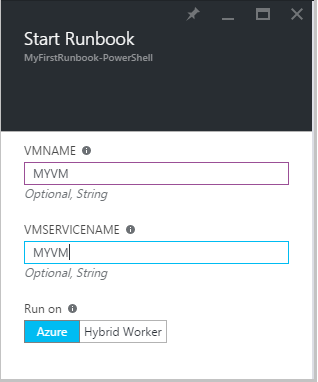 Start Runbook
MyFirstRunbook-PowerShell
VMNAME
MYVM
Optional, String
VMSERVICENAME
MYVM
Optional, String
Run on
Azure Hybrid Worker